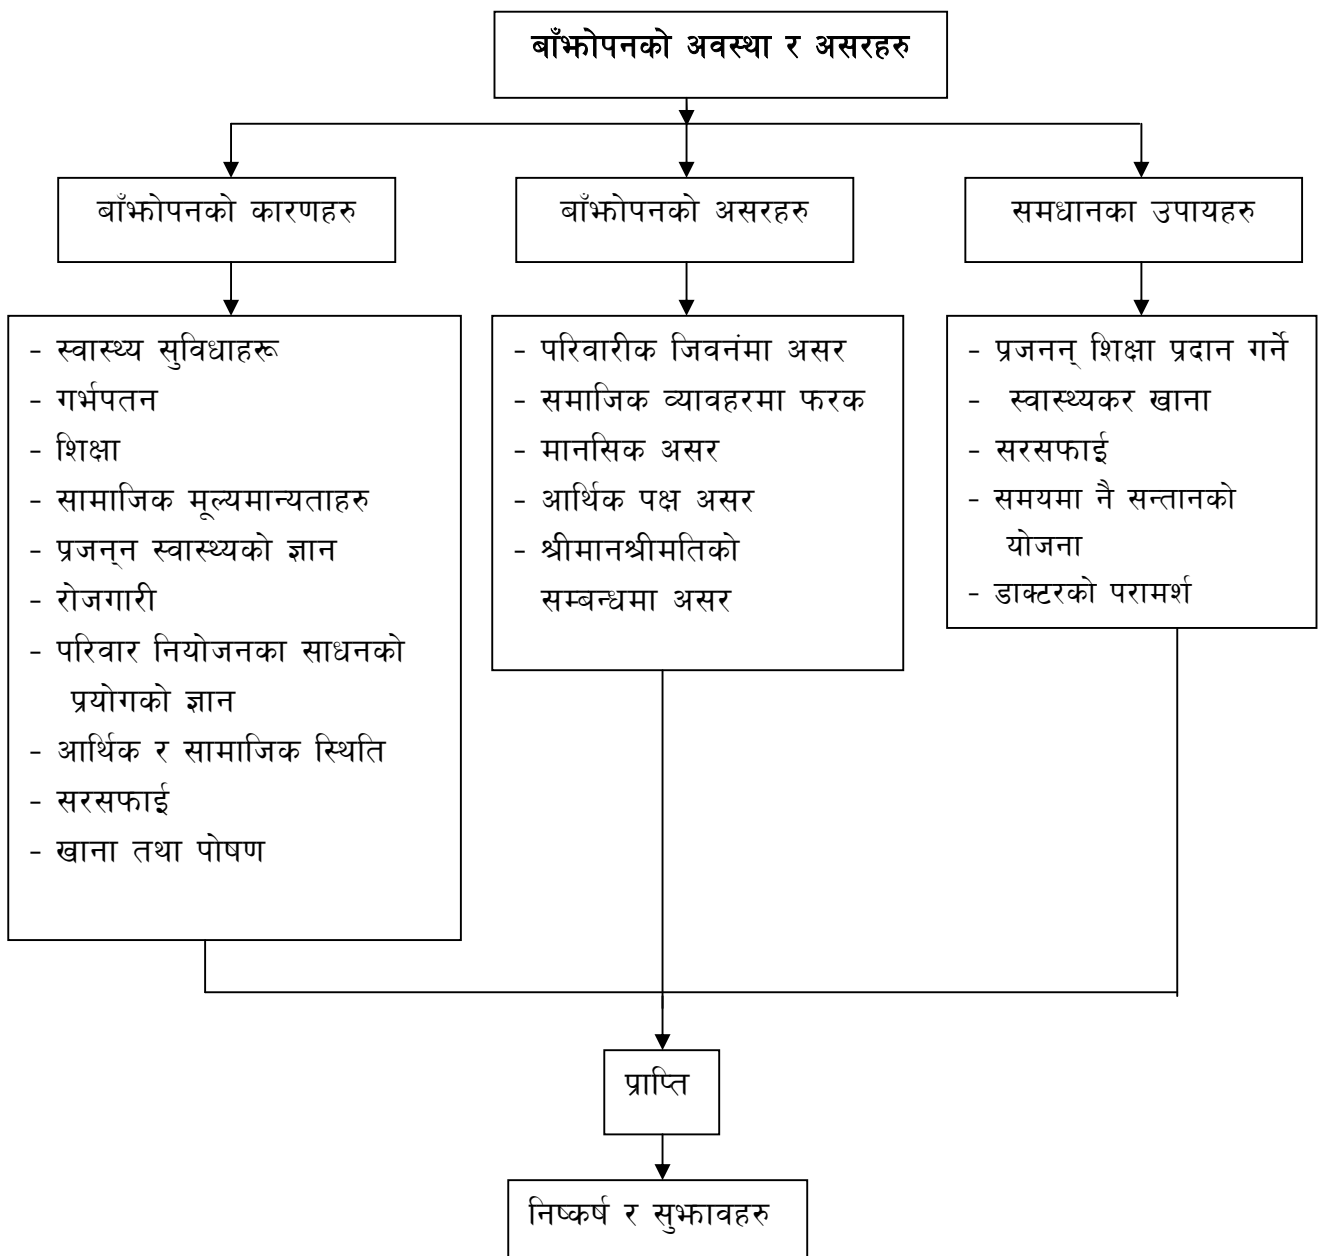 बाँझोपनको अवस्था र असरहरु
बाँझोपनको कारणहरु
बाँझोपनको असरहरु
समधानका उपायहरु
- स्वास्थ्य सुविधाहरू
- गर्भपतन
- शिक्षा
- सामाजिक मूल्यमान्यताहरु
- प्रजन्न स्वास्थ्यको ज्ञान
- रोजगारी
- परिवार नियोजनका साधनको
प्रयोगको ज्ञान
- आर्थिक र सामाजिक स्थिति
- सरसफाई
- खाना तथा पोषण
- परिवारीक जिवनंमा असर
- समाजिक व्यावहरमा फरक
- मानसिक असर
- आर्थिक पक्ष असर
- श्रीमानश्रीमतिको
सम्बन्धमा असर
- प्रजनन् शिक्षा प्रदान गर्ने
- स्वास्थ्यकर खाना
- सरसफाई
- समयमा नै सन्तानको
योजना
- डाक्टरको परामर्श
प्राप्ति
निष्कर्ष र सुझावहरु